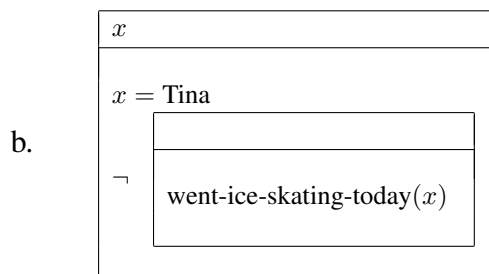 x
x = Tina
b.
¬
went-ice-skating-today(x)